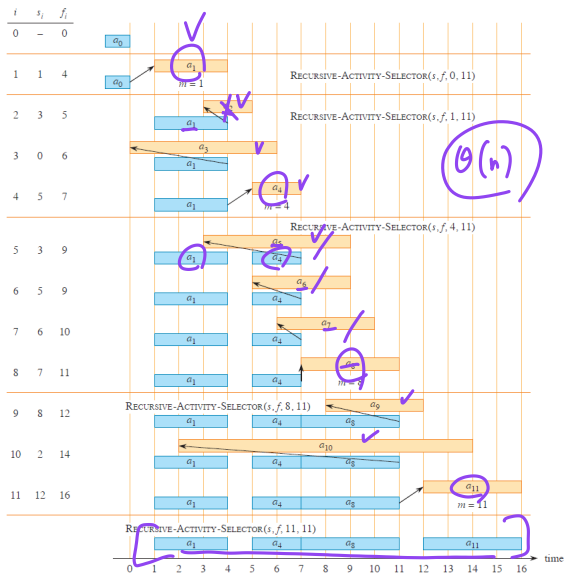 i s_i f_i
0 – 0
a_0
1 1 4
a_1
a_0
m = 1
RECURSIVE-ACTIVITY-SELECTOR(s, f, 0, 11)
2 3 5
RECURSIVE-ACTIVITY-SELECTOR(s, f, 1, 11)
a_1
3 0 6
a_3
a_1
Θ(n)
4 5 7
a_4
a_1
m = 4
RECURSIVE-ACTIVITY-SELECTOR(s, f, 4, 11)
5 3 9
a_5
a_1 a_4
6 5 9
a_6
a_1 a_4
7 6 10
a_7
a_1 a_4
8 7 11
a_8
a_1 a_4
m = 8
RECURSIVE-ACTIVITY-SELECTOR(s, f, 8, 11)
9 8 12
a_9
a_1 a_4 a_8
10 2 14
a_10
a_1 a_4 a_8
11 12 16
a_11
a_1 a_4 a_8
m = 11
RECURSIVE-ACTIVITY-SELECTOR(s, f, 11, 11)
a_1 a_4 a_8 a_11
0 1 2 3 4 5 6 7 8 9 10 11 12 13 14 15 16 time